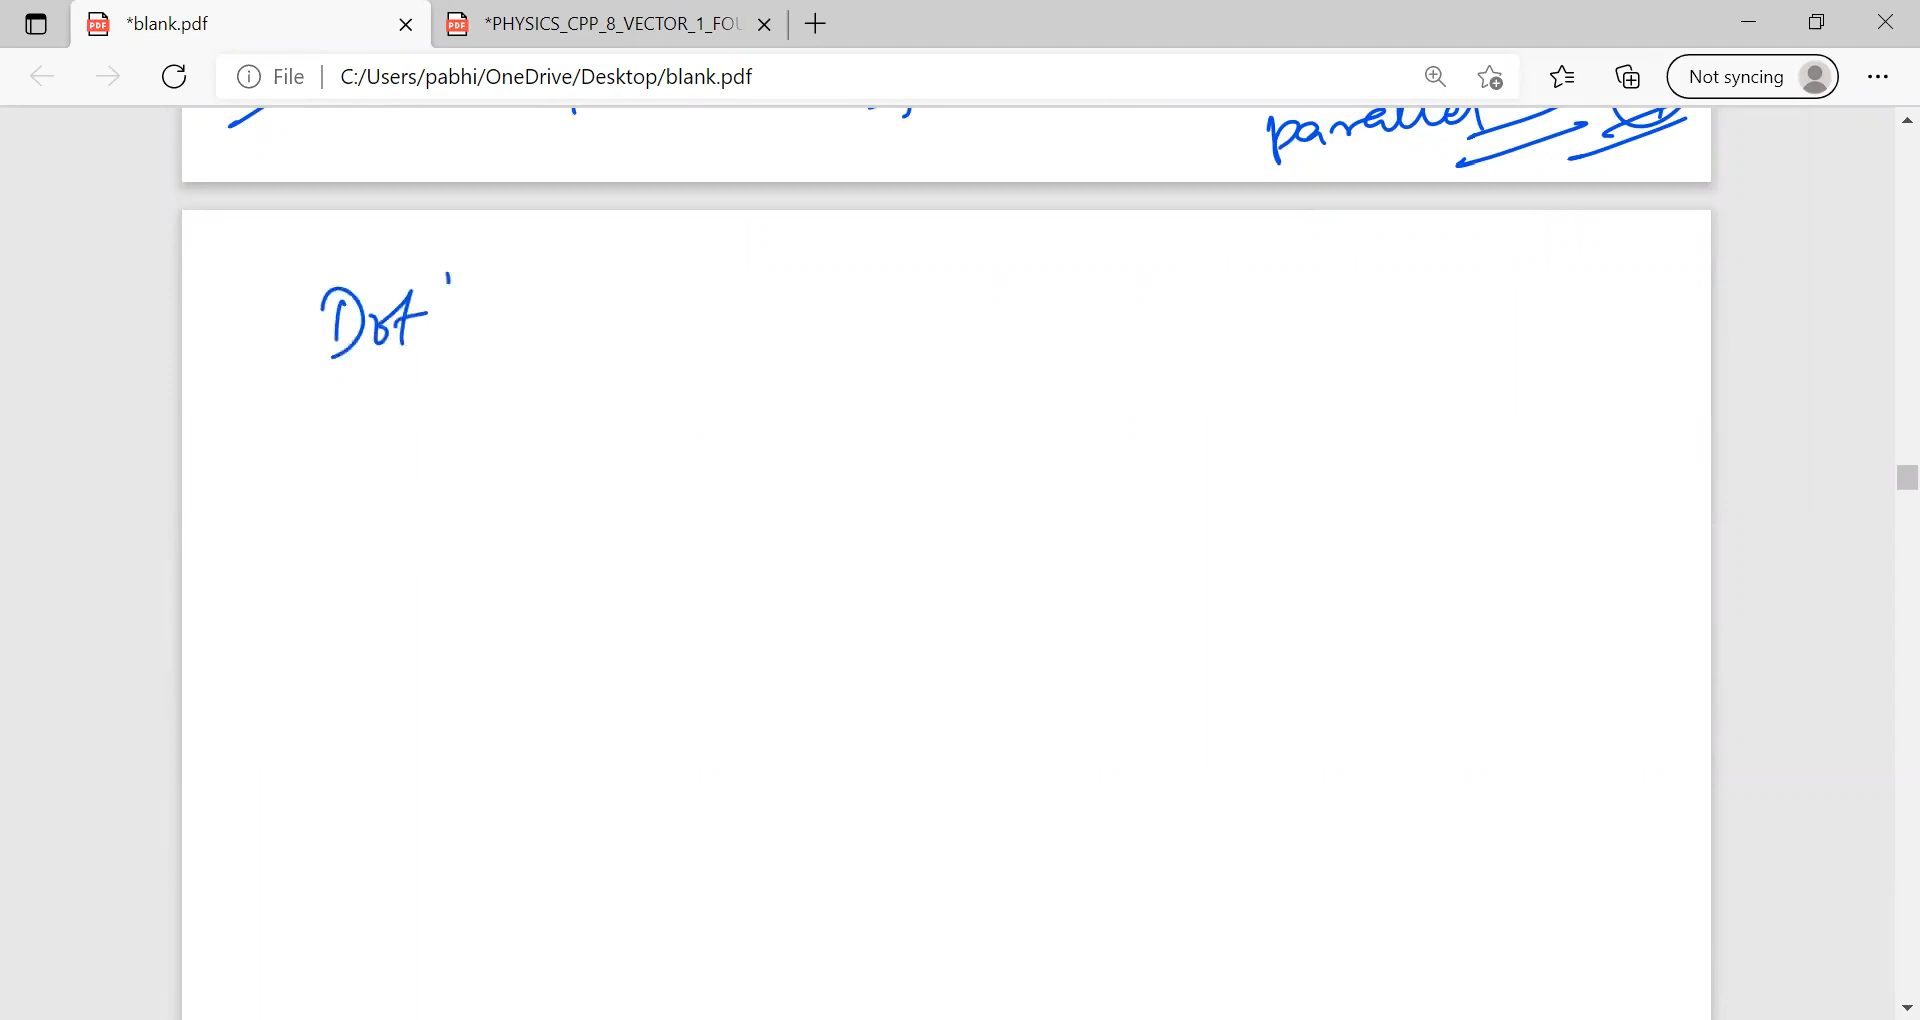 *blank.pdf
*PHYSICS_CPP_8_VECTOR_1_FOU
File
C:/Users/pabhi/OneDrive/Desktop/blank.pdf
Not syncing
parallel
Dot